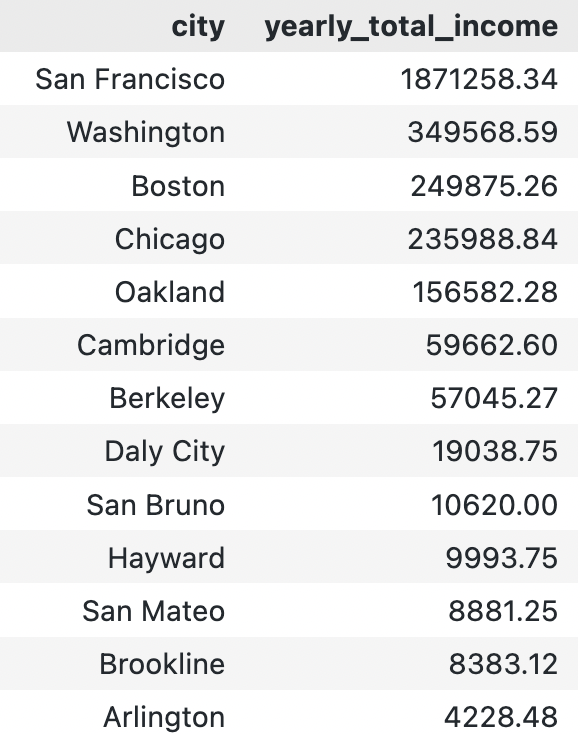 city yearly_total_income
San Francisco 1871258.34
Washington 349568.59
Boston 249875.26
Chicago 235988.84
Oakland 156582.28
Cambridge 59662.60
Berkeley 57045.27
Daly City 19038.75
San Bruno 10620.00
Hayward 9993.75
San Mateo 8881.25
Brookline 8383.12
Arlington 4228.48